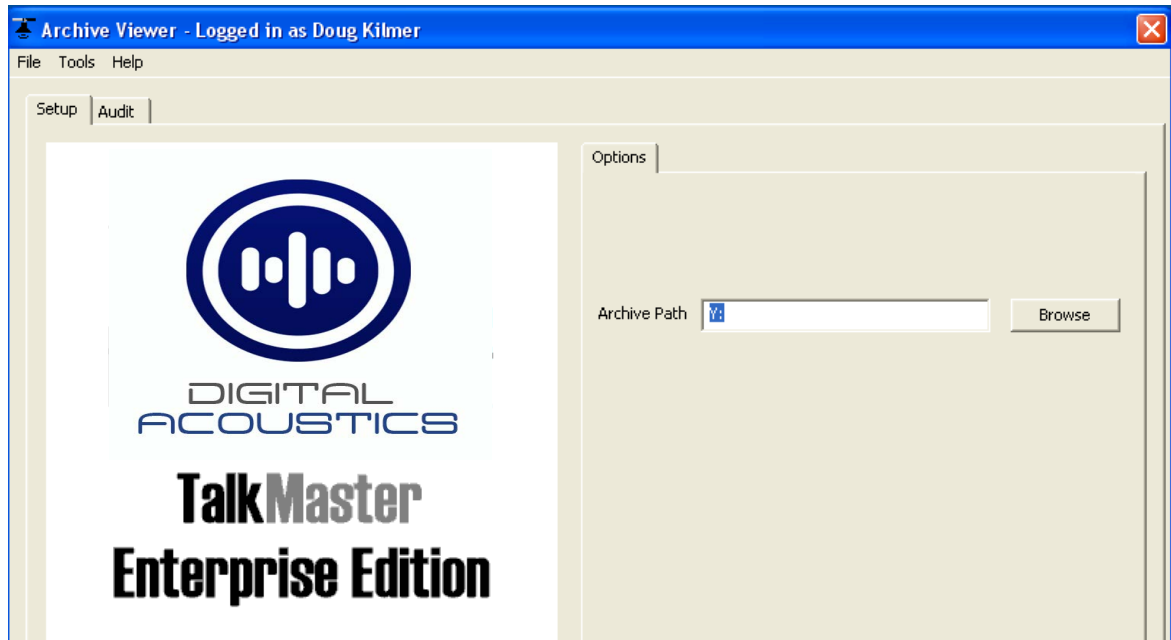 Archive Viewer - Logged in as Doug Kilmer
File Tools Help
Setup Audit
Options
Archive Path Y: Browse
DIGITAL
ACOUSTICS
TalkMaster
Enterprise Edition